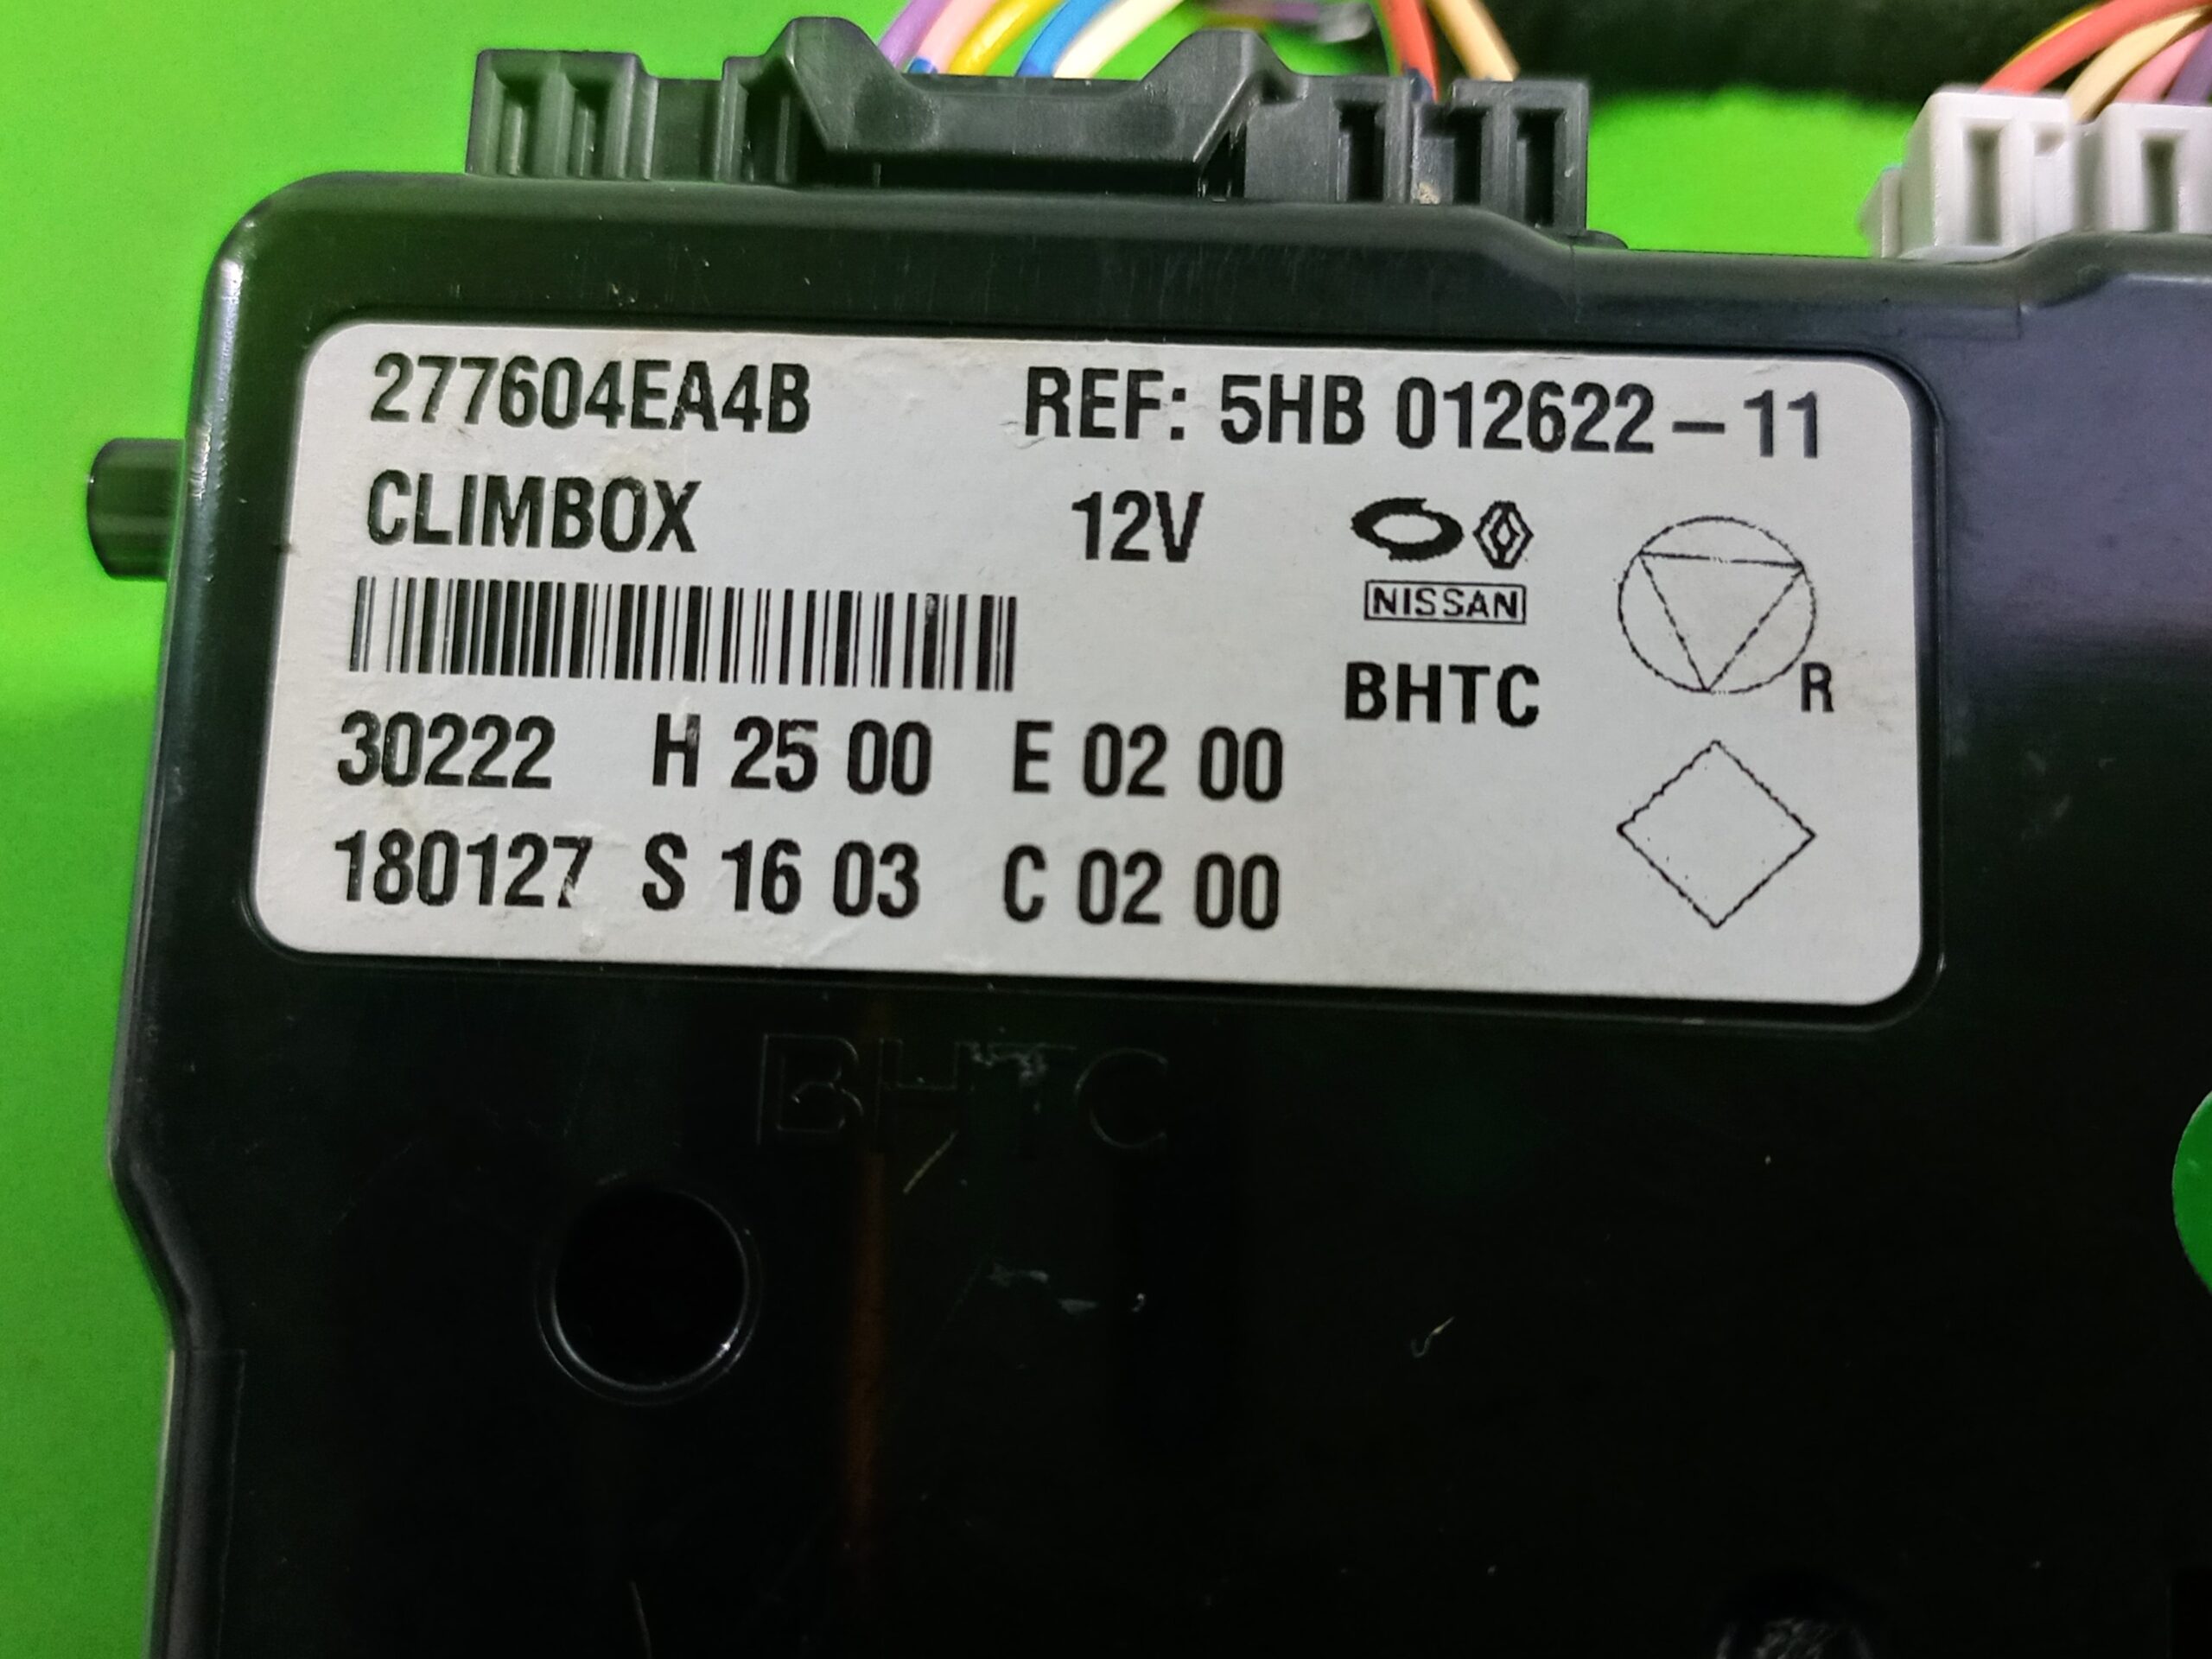 277604EA4B REF: 5HB 012622-11
CLIMBOX 12V
NISSAN
BHTC
R
30222 H 25 00 E 02 00
180127 S 16 03 C 02 00
BHTC